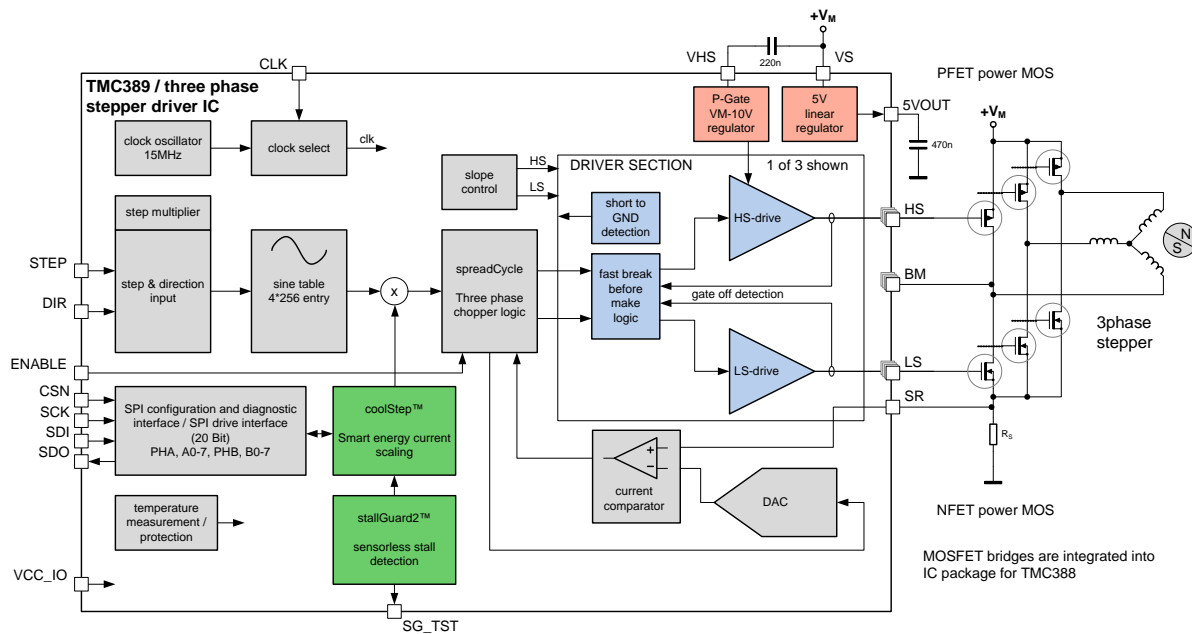 +VM
VHS
VS
220n
CLK
TMC389 / three phase
stepper driver IC
PFET power MOS
P-Gate
VM-10V
regulator
5V
linear
regulator
5VOUT
470n
+VM
clock oscillator
15MHz
clock select
clk
slope
control
HS
LS
DRIVER SECTION
1 of 3 shown
short to
GND
detection
HS-drive
HS
step multiplier
STEP
DIR
step & direction
input
sine table
4*256 entry
x
spreadCycle
Three phase
chopper logic
fast break
before
make
logic
gate off detection
BM
N
S
3phase
stepper
LS-drive
LS
SR
RS
ENABLE
CSN
SCK
SDI
SDO
SPI configuration and diagnostic
interface / SPI drive interface
(20 Bit)
PHA, A0-7, PHB, B0-7
coolStep™
Smart energy current
scaling
+
−
current
comparator
DAC
temperature
measurement /
protection
stallGuard2™
sensorless stall
detection
NFET power MOS
MOSFET bridges are integrated into
IC package for TMC388
VCC_IO
SG_TST